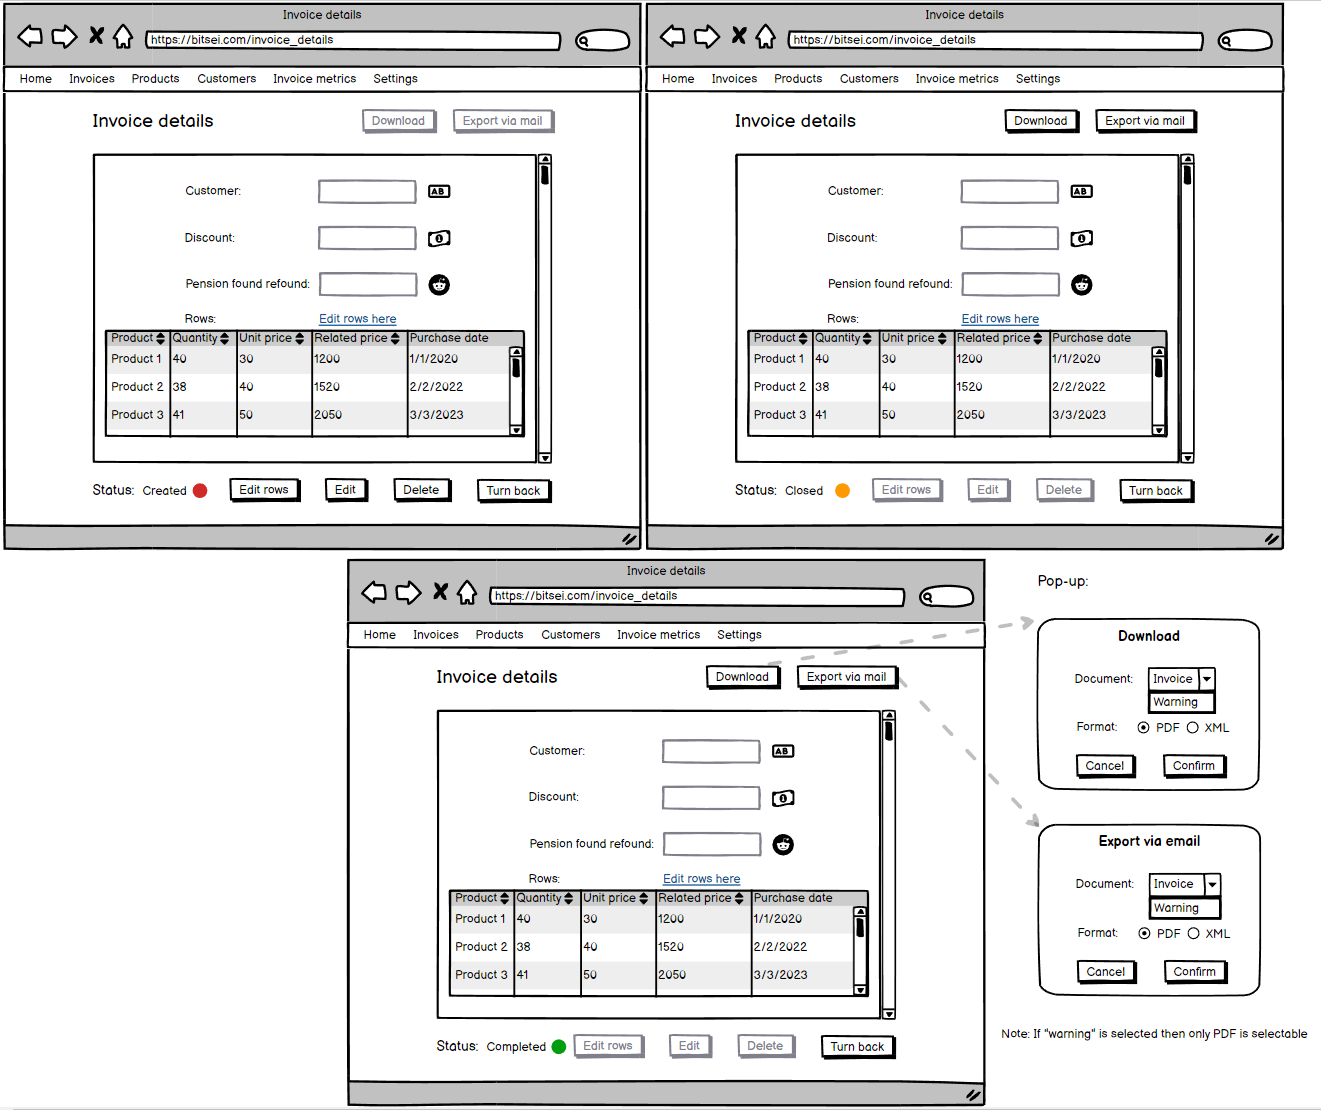 Invoice details
https://bitsei.com/invoice_details
Home Invoices Products Customers Invoice metrics Settings
Invoice details Download Export via mail
Customer: AB
Discount:
Pension found refound:
Rows: Edit rows here
Product Quantity Unit price Related price Purchase date
Product 1 40 30 1200 1/1/2020
Product 2 38 40 1520 2/2/2022
Product 3 41 50 2050 3/3/2023
Status: Created Edit rows Edit Delete Turn back
Invoice details
https://bitsei.com/invoice_details
Home Invoices Products Customers Invoice metrics Settings
Invoice details Download Export via mail
Customer: AB
Discount:
Pension found refound:
Rows: Edit rows here
Product Quantity Unit price Related price Purchase date
Product 1 40 30 1200 1/1/2020
Product 2 38 40 1520 2/2/2022
Product 3 41 50 2050 3/3/2023
Status: Closed Edit rows Edit Delete Turn back
Invoice details
https://bitsei.com/invoice_details
Home Invoices Products Customers Invoice metrics Settings
Invoice details Download Export via mail
Customer: AB
Discount:
Pension found refound:
Rows: Edit rows here
Product Quantity Unit price Related price Purchase date
Product 1 40 30 1200 1/1/2020
Product 2 38 40 1520 2/2/2022
Product 3 41 50 2050 3/3/2023
Status: Completed Edit rows Edit Delete Turn back
Pop-up:
Download
Document: Invoice
Warning
Format: PDF XML
Cancel Confirm
Export via email
Document: Invoice
Warning
Format: PDF XML
Cancel Confirm
Note: If "warning" is selected then only PDF is selectable